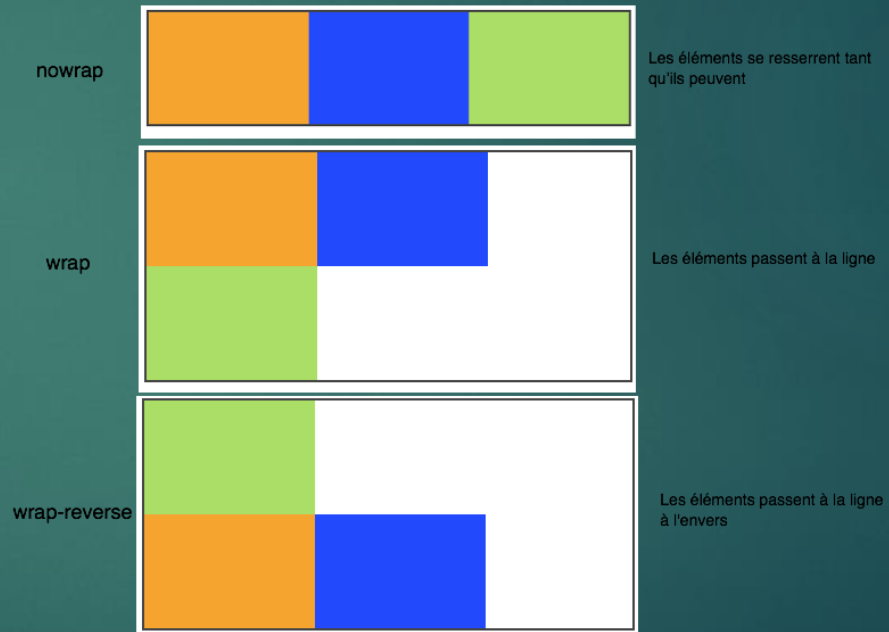 nowrap
Les éléments se resserrent tant
qu'ils peuvent
wrap
Les éléments passent à la ligne
wrap-reverse
Les éléments passent à la ligne
à l'envers